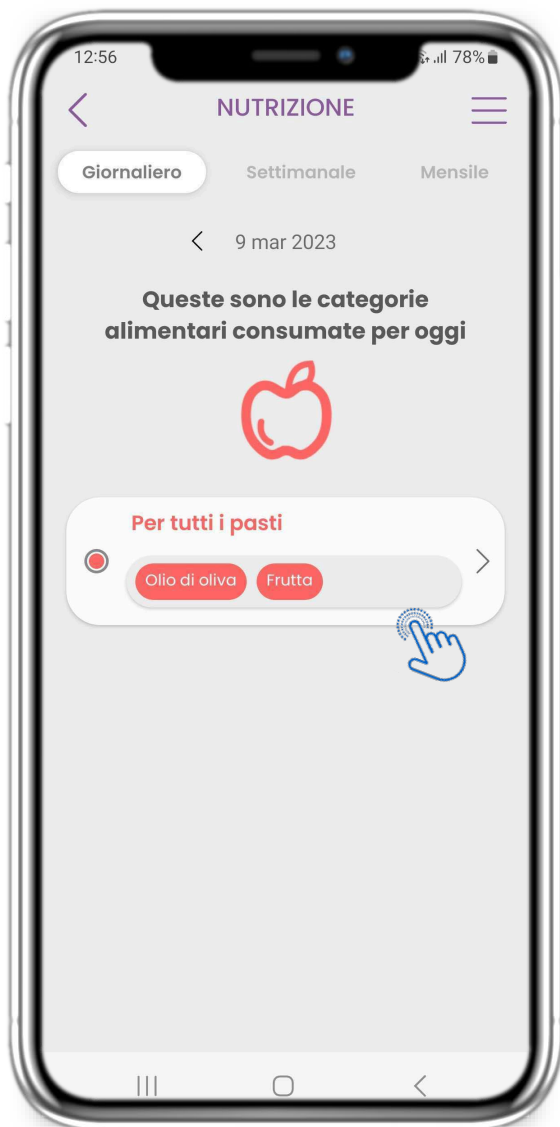 12:56
78%
NUTRIZIONE
Giornaliero Settimanale Mensile
9 mar 2023
Queste sono le categorie
alimentari consumate per oggi
Per tutti i pasti
Olio di oliva Frutta